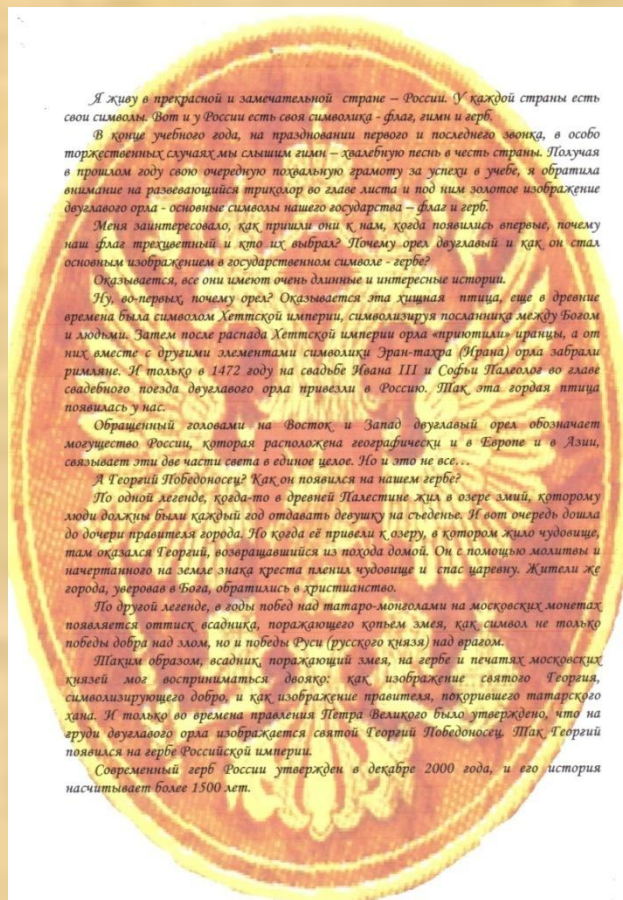 Я живу в прекрасной и замечательной стране – России. У каждой страны есть
свои символы. Вот и у России есть своя символика - флаг, гимн и герб.
В конце учебного года, на праздновании первого и последнего звонка, в особо
торжественных случаях мы слышим гимн – хвалебную песнь в честь страны. Получая
в прошлом году свою очередную похвальную грамоту за успехи в учебе, я обратила
внимание на развевающийся триколор во главе листа и под ним золотое изображение
двуглавого орла - основные символы нашего государства – флаг и герб.
Меня заинтересовало, как пришли они к нам, когда появились впервые, почему
наш флаг трехцветный и кто их выбрал? Почему орел двуглавый и как он стал
основным изображением в государственном символе - гербе?
Оказывается, все они имеют очень длинные и интересные истории.
Ну, во-первых, почему орел? Оказывается эта хищная птица, еще в древние
времена была символом Хеттской империи, символизируя посланника между Богом
и людьми. Затем после распада Хеттской империи орла «приютили» иранцы, а от
них вместе с другими элементами символики Эран-тахра (Ирана) орла забрали
римляне. И только в 1472 году на свадьбе Ивана III и Софьи Палеолог во главе
свадебного поезда двуглавого орла привезли в Россию. Так эта гордая птица
появилась у нас.
Обращенный головами на Восток и Запад двуглавый орел обозначает
могущество России, которая расположена географически и в Европе и в Азии,
связывает эти две части света в единое целое. Но и это не все…
А Георгий Победоносец? Как он появился на нашем гербе?
По одной легенде, когда-то в древней Палестине жил в озере змий, которому
люди должны были каждый год отдавать девушку на съеденье. И вот очередь дошла
до дочери правителя города. Но когда её привели к озеру, в котором жило чудовище,
там оказался Георгий, возвращавшийся из похода домой. Он с помощью молитвы и
начертанного на земле знака креста пленил чудовище и спас царевну. Жители же
города, уверовав в Бога, обратились в христианство.
По другой легенде, в годы побед над татаро-монголами на московских монетах
появляется оттиск всадника, поражающего копьем змея, как символ не только
победы добра над злом, но и победы Руси (русского князя) над врагом.
Таким образом, всадник, поражающий змея, на гербе и печатях московских
князей мог восприниматься двояко: как изображение святого Георгия,
символизирующего добро, и как изображение правителя, покорившего татарского
хана. И только во времена правления Петра Великого было утверждено, что на
груди двуглавого орла изображается святой Георгий Победоносец. Так Георгий
появился на гербе Российской империи.
Современный герб России утвержден в декабре 2000 года, и его история
насчитывает более 1500 лет.